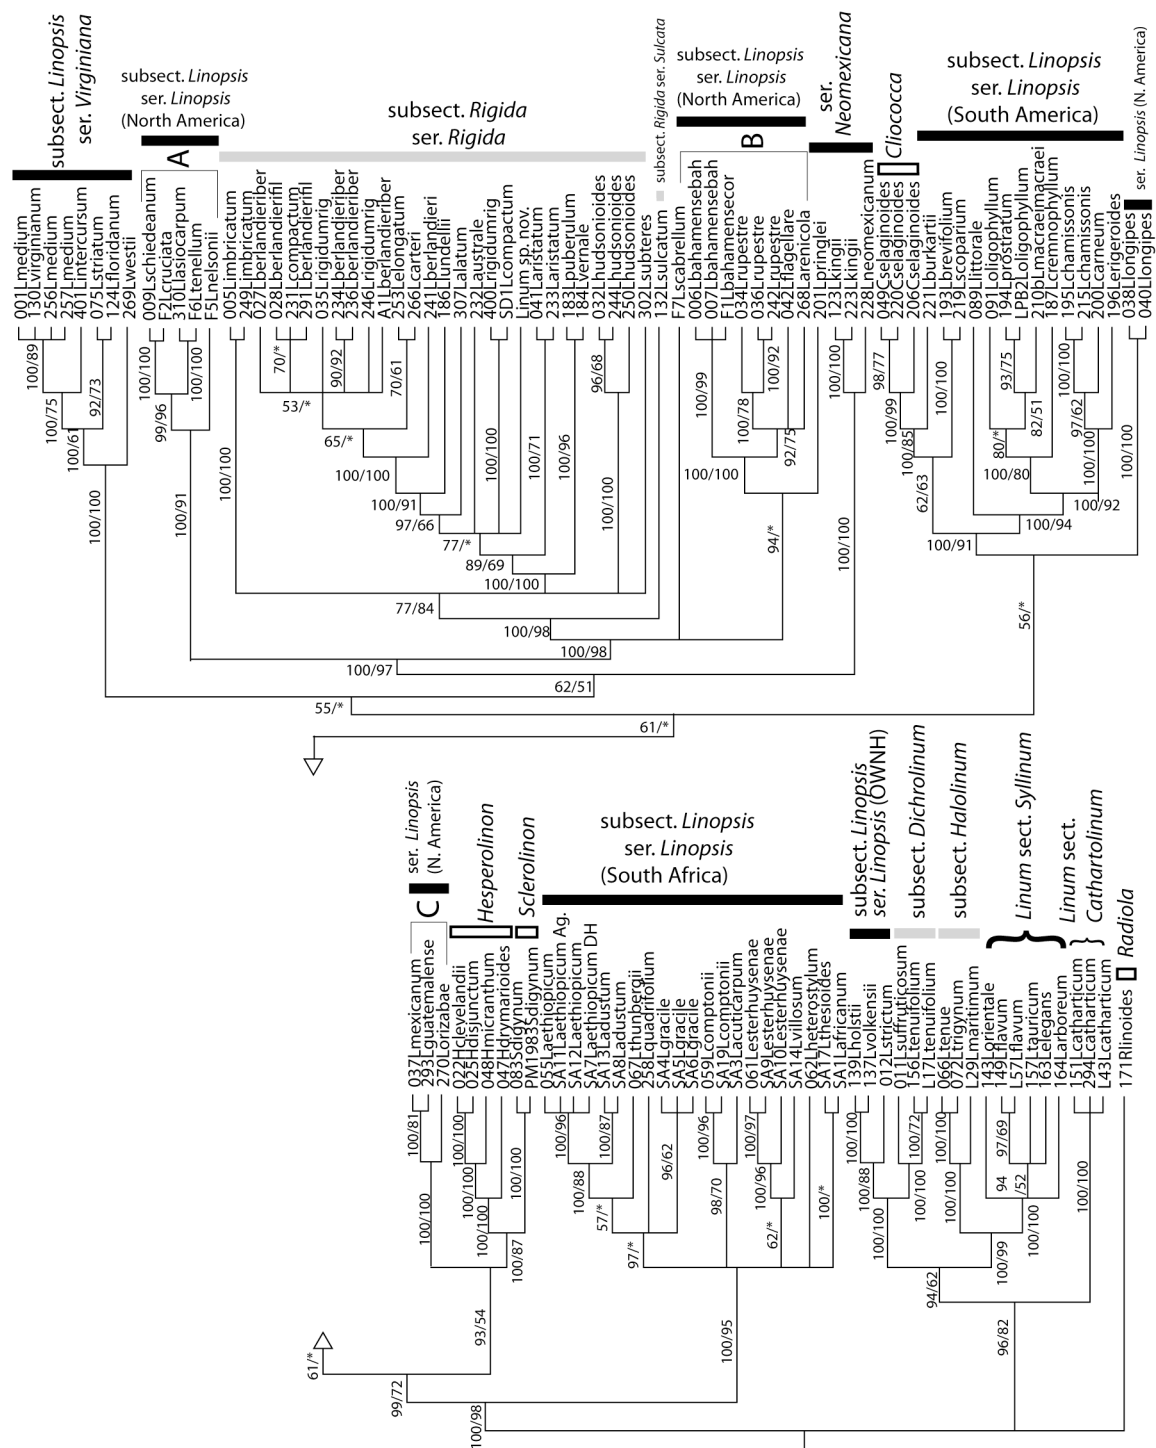 subsect. Linopsis
ser. Virginiana
subsect. Linopsis
ser. Linopsis
(North America)
A
subsect. Rigida
ser. Rigida
subsect. Rigida ser. Sulcata
subsect. Linopsis
ser. Linopsis
(North America)
B
ser.
Neomexicana
Cliococca
subsect. Linopsis
ser. Linopsis
(South America)
ser. Linopsis (N. America)
001Lmedium
130Lvirginianum
256Lmedium
257Lmedium
401Lintercursum
075Lstriatum
124Lfloridanum
269Lwestii
009Lschiedeanum
F2Lcruciata
310Llasiocarpum
F6Ltenellum
F5Lnelsonii
005Limbricatum
249Limbricatum
027Lberlandieriber
028Lberlandierifil
231Lcompactum
291Lberlandierifil
035Lrigidumrig
234Lberlandieriber
236Lberlandieriber
246Lrigidumrig
A1Lberlandieriber
253Lelongatum
266Lcarteri
241Lberlandieri
186Llundellii
307Lalatum
232Laustrale
400Lrigidumrig
SD1Lcompactum
Linum sp. nov.
041Laristatum
233Laristatum
183Lpuberulum
184Lvernale
032Lhudsonioides
244Lhudsonioides
250Lhudsonioides
302Lsubteres
132Lsulcatum
F7Lscabrellum
006Lbahamensebah
007Lbahamensebah
F1Lbahamensecor
034Lrupestre
036Lrupestre
242Lrupestre
042Lflagellare
268Larenicola
201Lpringlei
123Lkingii
223Lkingii
228Lneomexicanum
049Cselaginoides
220Cselaginoides
206Cselaginoides
221Lburkartii
193Lbrevifolium
219Lscoparium
089Llittorale
091Loligophyllum
194Lprostratum
LPB2Loligophyllum
210bLmacraeimacraei
187Lcremnophyllum
195Lchamissonis
215Lchamissonis
200Lcarneum
196Lerigeroides
038Llongipes
040Llongipes
100/89
100/75
100/61
92/73
100/100
100/100
99/96
100/100
100/91
100/100
70/*
53/*
90/92
65/*
70/61
100/100
100/91
97/66
77/*
100/100
89/69
100/71
100/100
100/96
96/68
100/100
77/84
100/98
100/98
100/97
62/51
55/*
61/*
100/99
100/100
100/78
100/92
92/75
94/*
100/100
100/100
98/77
100/99
100/85
62/63
100/100
100/91
80/*
93/75
82/51
100/80
100/100
97/62
100/100
100/92
100/94
100/100
56/*
ser. Linopsis
(N. America)
C
Hesperolinon
Sclerolinon
subsect. Linopsis
ser. Linopsis
(South Africa)
subsect. Linopsis
ser. Linopsis (OWNH)
subsect. Dichrolinum
subsect. Halolinum
Linum sect. Syllinum
Linum sect.
Cathartolinum
Radiola
037Lmexicanum
293Lguatemalense
270Lorizabae
022Hclevelandii
025Hdisjunctum
048Hmicranthum
047Hdrymarioides
083Sdigynum
PM1983Sdigynum
055Laethiopicum
SA11Laethiopicum Ag.
SA12Laethiopicum
SA7Laethiopicum DH
SA13Ladustum
SA8Ladustum
067Lthunbergii
258Lquadrifolium
SA4Lgracile
SA5Lgracile
SA6Lgracile
059Lcomptonii
SA19Lcomptonii
SA3Lacuticarpum
061Lesterhuysenae
SA9Lesterhuysenae
SA10Lesterhuysenae
SA14Lvillosum
062Lheterostylum
SA17Lthesioides
SA1Lafricanum
139Lholstii
137Lvolkensii
012Lstrictum
011Lsuffruticosum
156Ltenuifolium
L17Ltenuifolium
066Ltenue
072Ltrigynum
L29Lmaritimum
143Lorientale
149Lflavum
L57Lflavum
157Ltauricum
163Lelegans
164Larboreum
151Lcatharticum
294Lcatharticum
L43Lcatharticum
171Rlinoides
100/81
100/100
100/100
100/100
100/100
100/100
100/87
93/54
61/*
99/72
100/98
100/96
100/88
100/87
57/*
97/*
96/62
100/96
98/70
100/97
100/96
62/*
100/*
100/95
100/100
100/88
100/72
100/100
100/100
100/100
100/100
97/69
94
/52
100/100
100/99
94/62
100/100
96/82